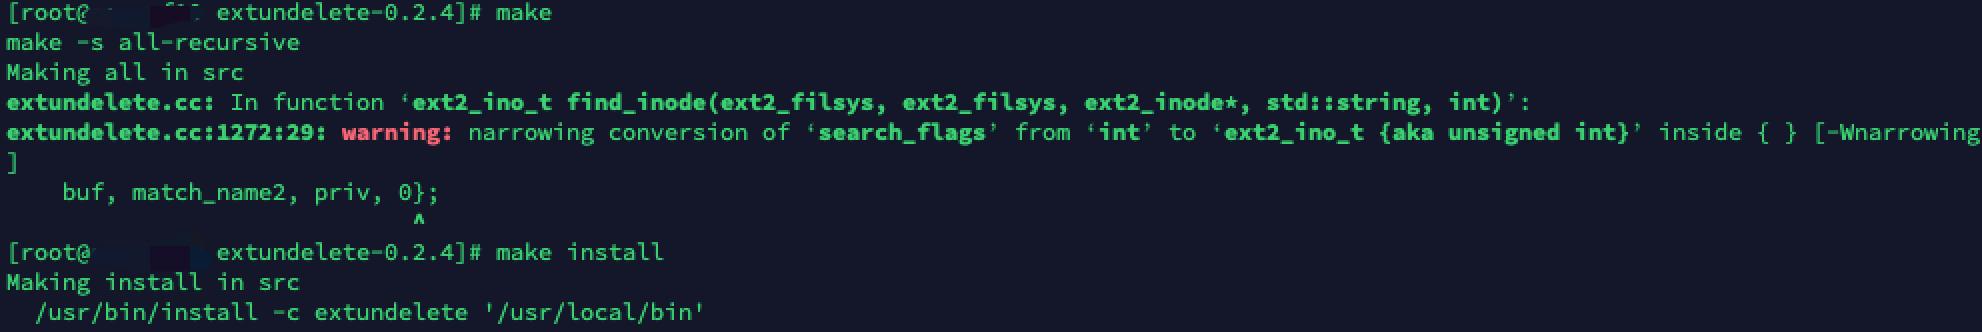 [root@ extundelete-0.2.4]# make
make -s all-recursive
Making all in src
extundelete.cc: In function ‘ext2_ino_t find_inode(ext2_filsys, ext2_filsys, ext2_inode*, std::string, int)’:
extundelete.cc:1272:29: warning: narrowing conversion of ‘search_flags’ from ‘int’ to ‘ext2_ino_t {aka unsigned int}’ inside { } [-Wnarrowing
]
buf, match_name2, priv, 0};
^
[root@ extundelete-0.2.4]# make install
Making install in src
/usr/bin/install -c extundelete '/usr/local/bin'